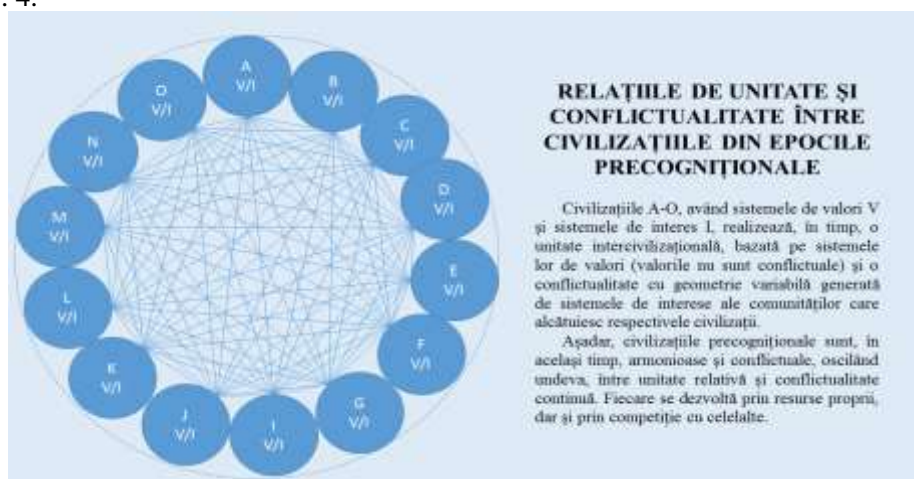 . 4.
A
V/I
B
V/I
C
V/I
D
V/I
E
V/I
F
V/I
G
V/I
I
V/I
J
V/I
K
V/I
L
V/I
M
V/I
N
V/I
O
V/I
RELAȚIILE DE UNITATE ȘI
CONFLICTUALITATE ÎNTRE
CIVILIZAȚIILE DIN EPOCILE
PRECOGNIȚIONALE
Civilizațiile A-O, având sistemele de valori V
și sistemele de interes I, realizează, în timp, o
unitate intercivilizațională, bazată pe sistemele
lor de valori (valorile nu sunt conflictuale) și o
conflictualitate cu geometrie variabilă generată
de sistemele de interese ale comunităților care
alcătuiesc respectivele civilizații.
Așadar, civilizațiile precogniționale sunt, în
același timp, armonioase și conflictuale, oscilând
undeva, între unitate relativă și conflictualitate
continuă. Fiecare se dezvoltă prin resurse proprii,
dar și prin competiție cu celelalte.